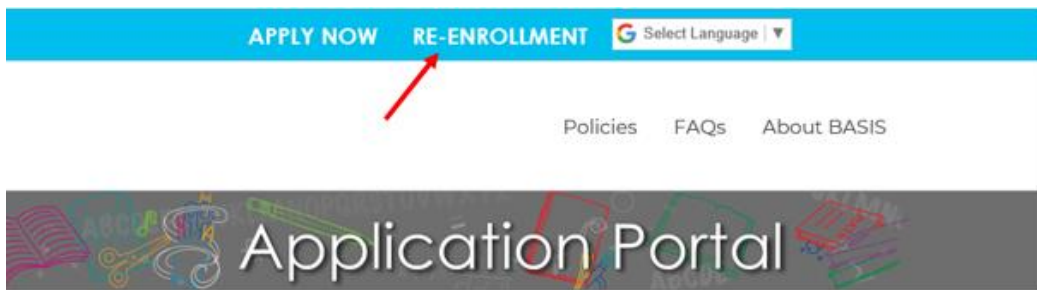 APPLY NOW RE-ENROLLMENT G Select Language ▼
Policies FAQs About BASIS
Application Portal